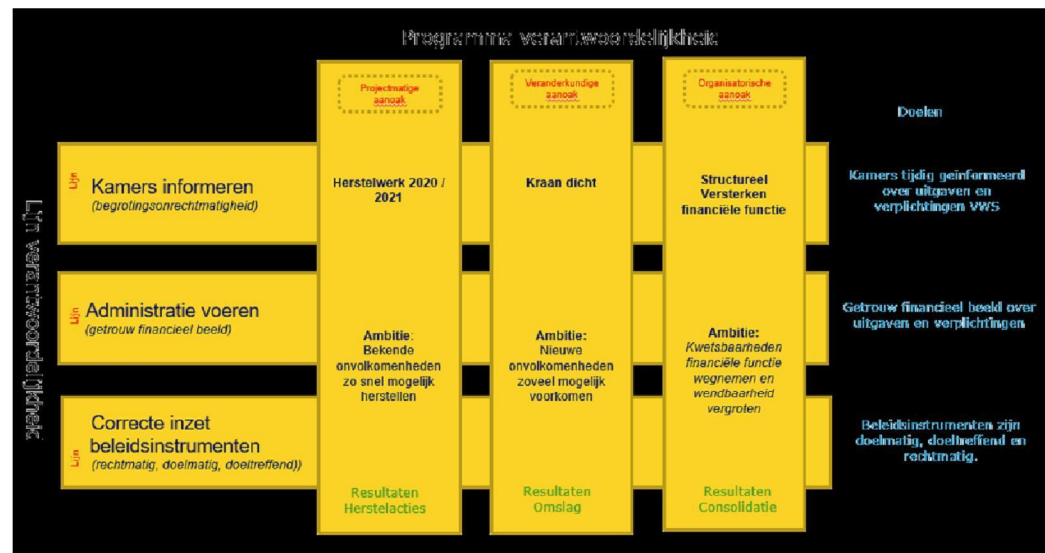 Programma verantwoordelijkheid
Projectmatige
aanpak
Veranderkundige
aanpak
Organisatorische
aanpak
Doelen
Lijn verantwoordelijkheid
Lijn
Kamers informeren
(begrotingsonrechtmatigheid)
Herstelwerk 2020 /
2021
Kraan dicht
Structureel
Versterken
financiële functie
Kamers tijdig geïnformeerd
over uitgaven en
verplichtingen VWS
Lijn
Administratie voeren
(getrouw financieel beeld)
Ambitie:
Bekende
onvolkomenheden
zo snel mogelijk
herstellen
Ambitie:
Nieuwe
onvolkomenheden
zoveel mogelijk
voorkomen
Ambitie:
Kwetsbaarheden
financiële functie
wegnemen en
wendbaarheid
vergroten
Getrouw financieel beeld over
uitgaven en verplichtingen
Lijn
Correcte inzet
beleidsinstrumenten
(rechtmatig, doelmatig, doeltreffend))
Beleidsinstrumenten zijn
doelmatig, doeltreffend en
rechtmatig.
Resultaten
Herstelacties
Resultaten
Omslag
Resultaten
Consolidatie